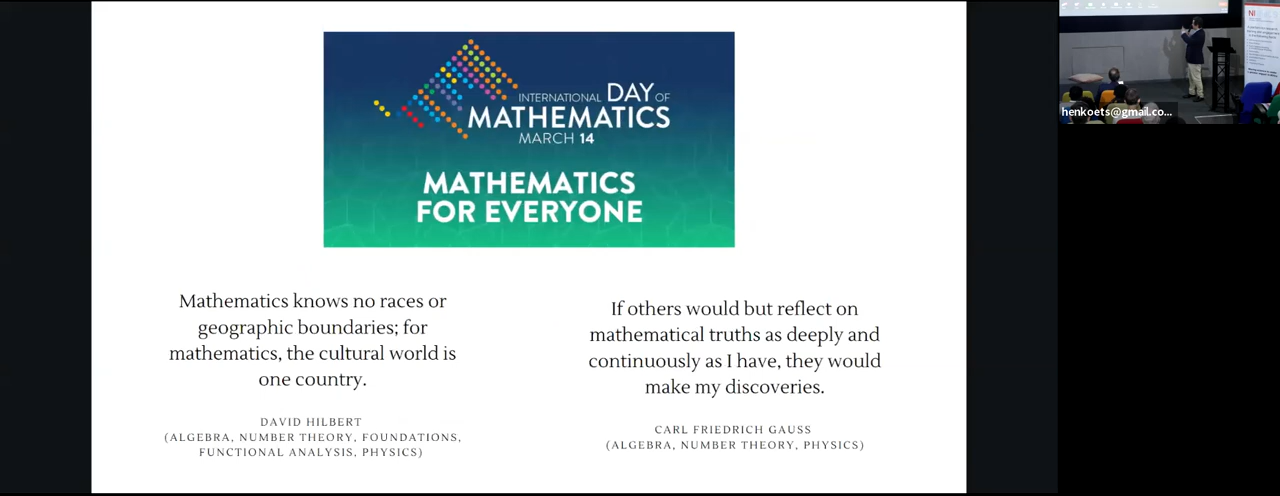 INTERNATIONAL DAY OF
MATHEMATICS
MARCH 14
MATHEMATICS
FOR EVERYONE
Mathematics knows no races or
geographic boundaries; for
mathematics, the cultural world is
one country.
DAVID HILBERT
(ALGEBRA, NUMBER THEORY, FOUNDATIONS,
FUNCTIONAL ANALYSIS, PHYSICS)
If others would but reflect on
mathematical truths as deeply and
continuously as I have, they would
make my discoveries.
CARL FRIEDRICH GAUSS
(ALGEBRA, NUMBER THEORY, PHYSICS)
henkoets@gmail.co...